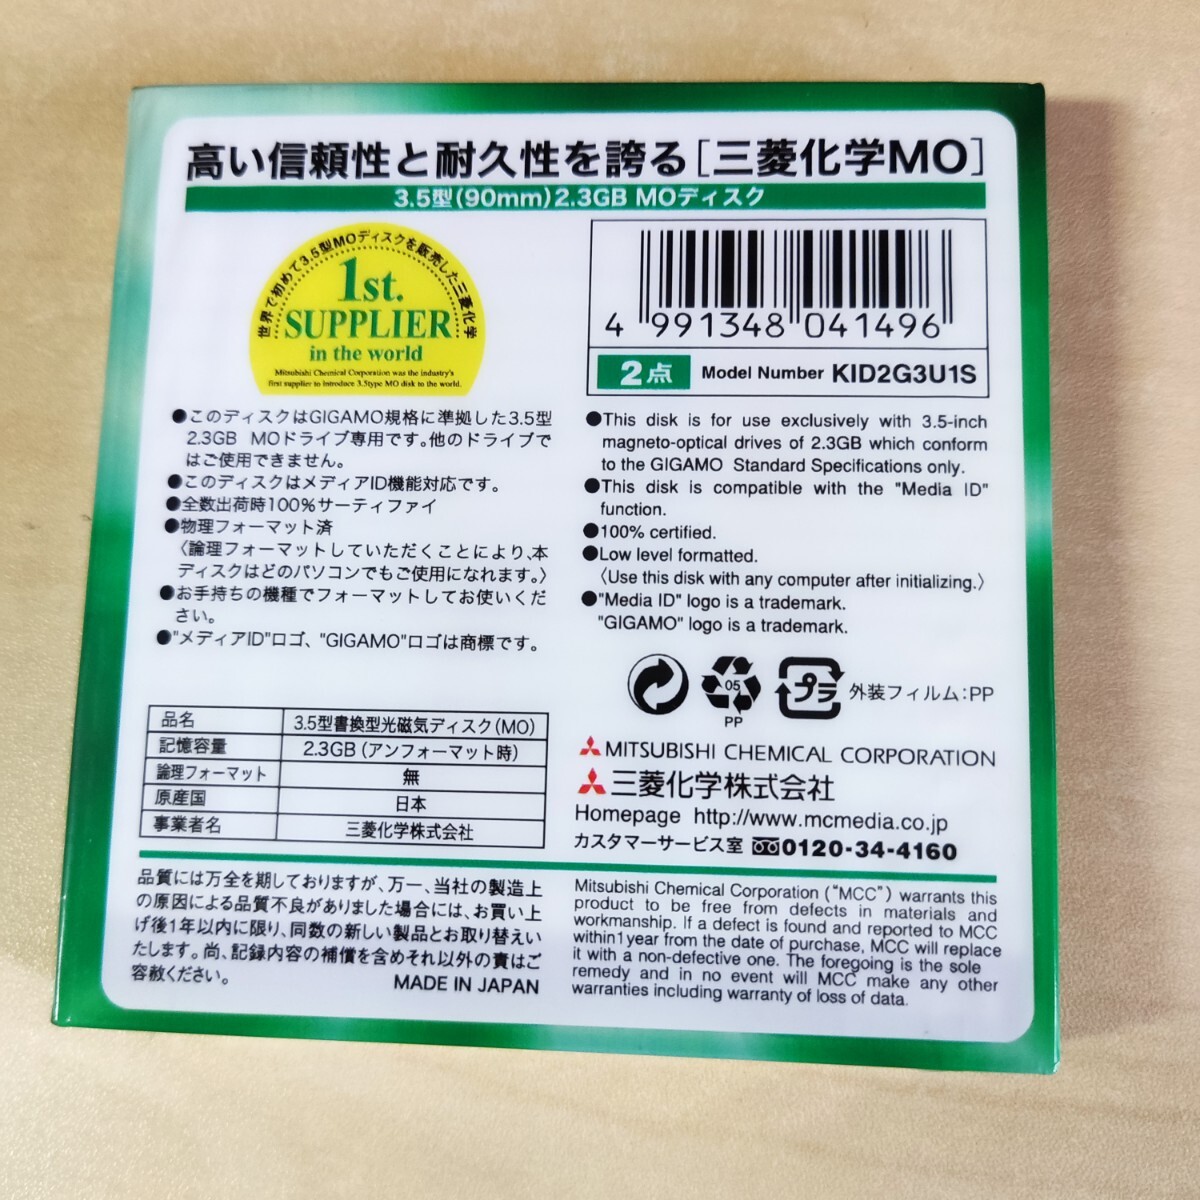 高い信頼性と耐久性を誇る[三菱化学MO]
3.5型(90mm)2.3GB MOディスク
世界で初めて3.5型MOディスクを販売した三菱化学
1st.
SUPPLIER
in the world
Mitsubishi Chemical Corporation was the industry's
first supplier to introduce 3.5type MO disk to the world.
4 991348 041496
2点 Model Number KID2G3U1S
●このディスクはGIGAMO規格に準拠した3.5型
2.3GB MOドライブ専用です。他のドライブで
はご使用できません。
●このディスクはメディアID機能対応です。
●全数出荷時100%サーティファイ
●物理フォーマット済
〈論理フォーマットしていただくことにより、本
ディスクはどのパソコンでもご使用になれます。〉
●お手持ちの機種でフォーマットしてお使いくだ
さい。
●"メディアID"ロゴ、"GIGAMO"ロゴは商標です。
●This disk is for use exclusively with 3.5-inch
magneto-optical drives of 2.3GB which conform
to the GIGAMO Standard Specifications only.
●This disk is compatible with the "Media ID"
function.
●100% certified.
●Low level formatted.
〈Use this disk with any computer after initializing.〉
●"Media ID" logo is a trademark.
"GIGAMO" logo is a trademark.
05
PP
プラ
外装フィルム:PP
品名 3.5型書換型光磁気ディスク(MO)
記憶容量 2.3GB(アンフォーマット時)
論理フォーマット 無
原産国 日本
事業者名 三菱化学株式会社
MITSUBISHI CHEMICAL CORPORATION
三菱化学株式会社
Homepage http://www.mcmedia.co.jp
カスタマーサービス室 0120-34-4160
品質には万全を期しておりますが、万一、当社の製造上
の原因による品質不良がありました場合には、お買い上
げ後1年以内に限り、同数の新しい製品とお取り替えい
たします。尚、記録内容の補償を含めそれ以外の責はご
容赦ください。
MADE IN JAPAN
Mitsubishi Chemical Corporation ("MCC") warrants this
product to be free from defects in materials and
workmanship. If a defect is found and reported to MCC
within 1 year from the date of purchase, MCC will replace
it with a non-defective one. The foregoing is the sole
remedy and in no event will MCC make any other
warranties including warranty of loss of data.